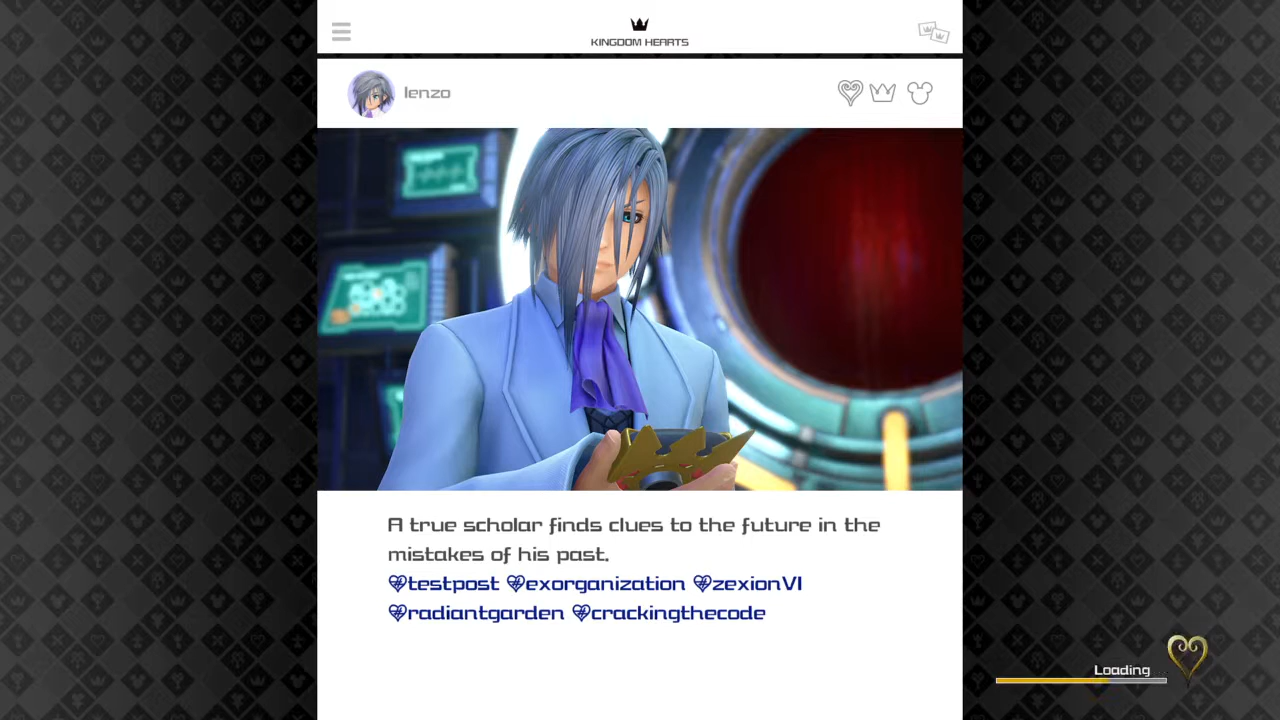 KINGDOM HEARTS
Ienzo
A true scholar finds clues to the future in the
mistakes of his past.
#testpost #exorganization #zexionVI
#radiantgarden #crackingthecode
Loading